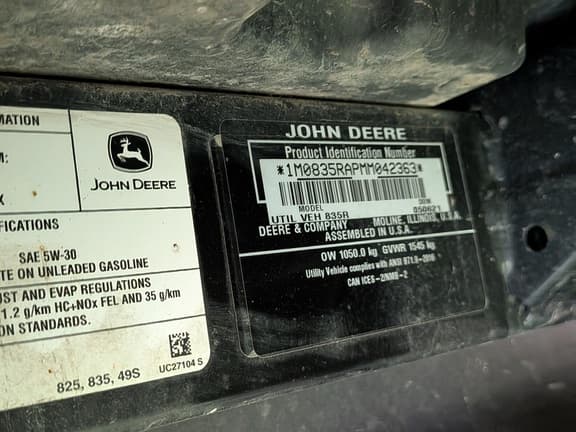 MATION
M:
X
JOHN DEERE
IFICATIONS
SAE 5W-30
TE ON UNLEADED GASOLINE
UST AND EVAP REGULATIONS
1.2 g/km HC+NOx FEL AND 35 g/km
ON STANDARDS.
825, 835, 49S
UC27104 S
JOHN DEERE
Product Identification Number
*1M0835RAPMM042363*
MODEL
UTIL VEH 835R
050621
DEERE & COMPANY MOLINE, ILLINOIS, U.S.A.
ASSEMBLED IN U.S.A.
OW 1050.0 kg GVWR 1545 kg
Utility Vehicle complies with ANSI B71.9-2016
CAN ICES-2/NMB-2